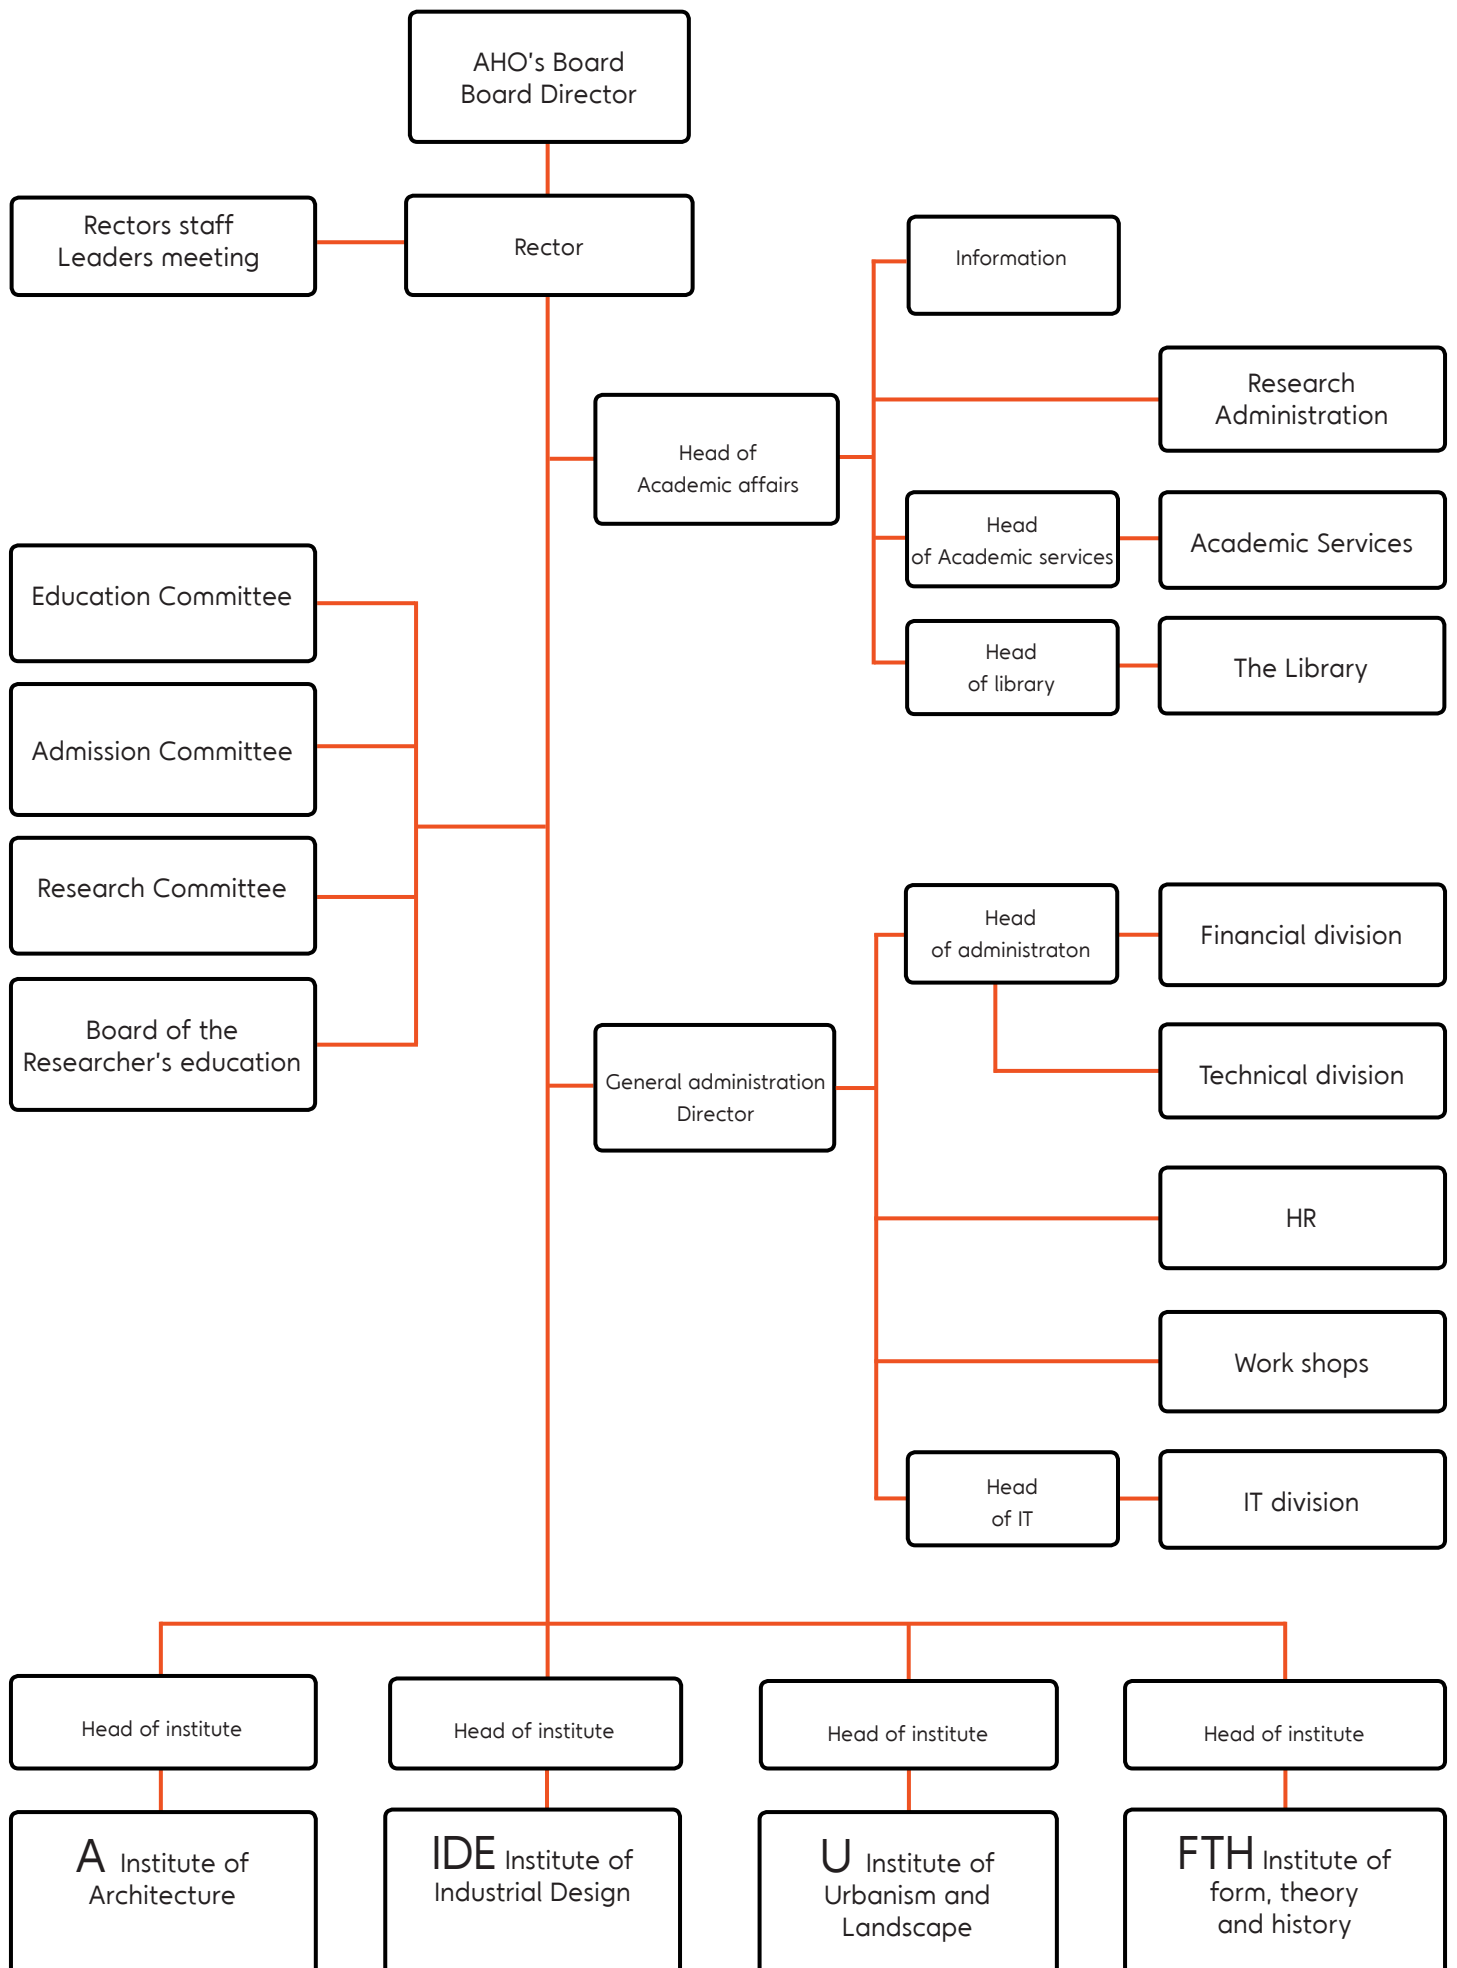 AHO's Board
Board Director
Rectors staff
Leaders meeting
Rector
Information
Research
Administration
Head of
Academic affairs
Head
of Academic services
Academic Services
Education Committee
Head
of library
The Library
Admission Committee
Research Committee
Head
of administraton
Financial division
Board of the
Researcher's education
Technical division
General administration
Director
HR
Work shops
Head
of IT
IT division
Head of institute
Head of institute
Head of institute
Head of institute
A Institute of
Architecture
IDE Institute of
Industrial Design
U Institute of
Urbanism and
Landscape
FTH Institute of
form, theory
and history